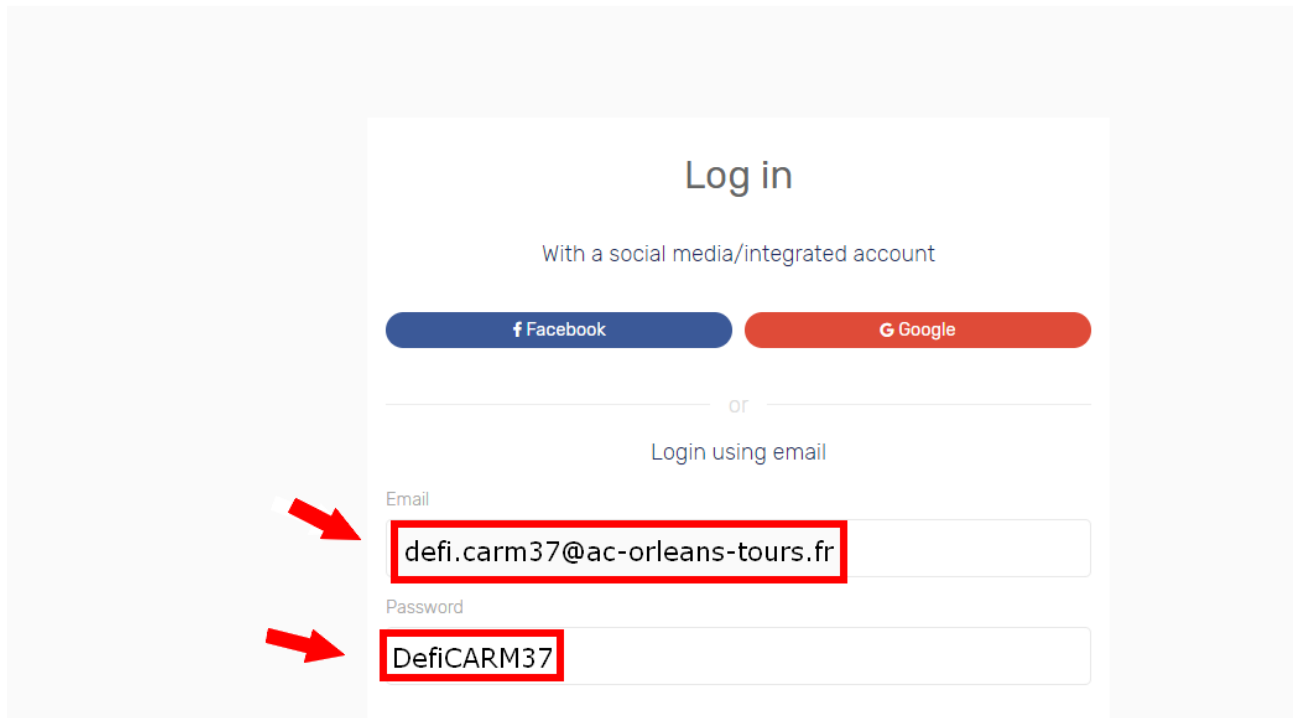 Log in
With a social media/integrated account
Facebook
Google
or
Login using email
Email
defi.carm37@ac-orleans-tours.fr
Password
DefiCARM37